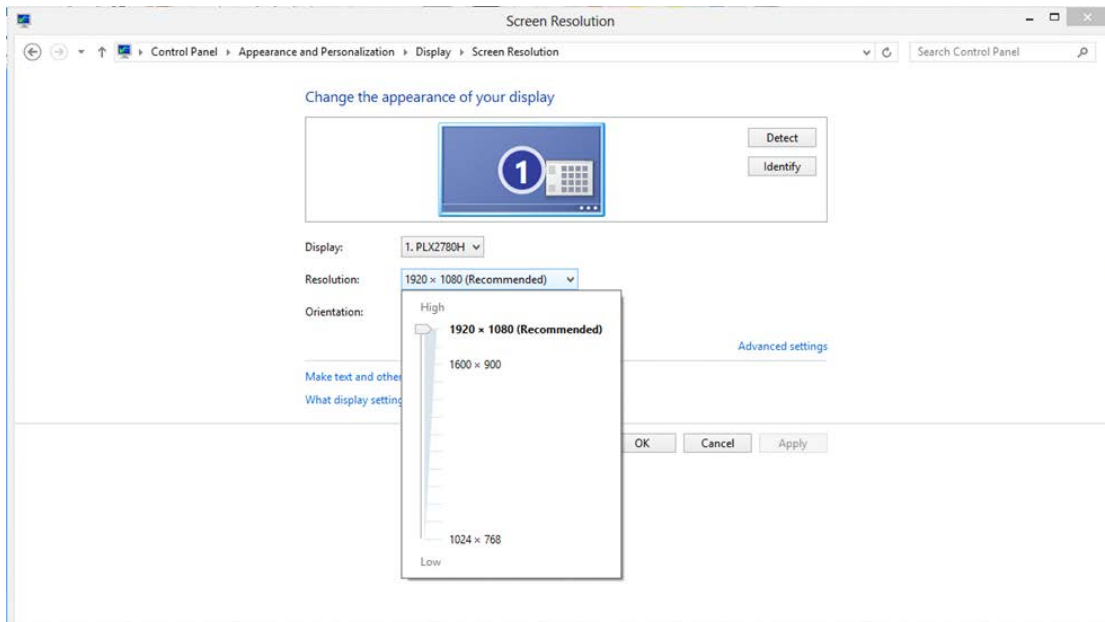 Screen Resolution
Control Panel Appearance and Personalization Display Screen Resolution
Search Control Panel
Change the appearance of your display
1
Detect
Identify
Display: 1. PLX2780H
Resolution: 1920 × 1080 (Recommended)
Orientation:
High
1920 × 1080 (Recommended)
1600 × 900
1024 × 768
Low
Advanced settings
Make text and other
What display setting
OK Cancel Apply